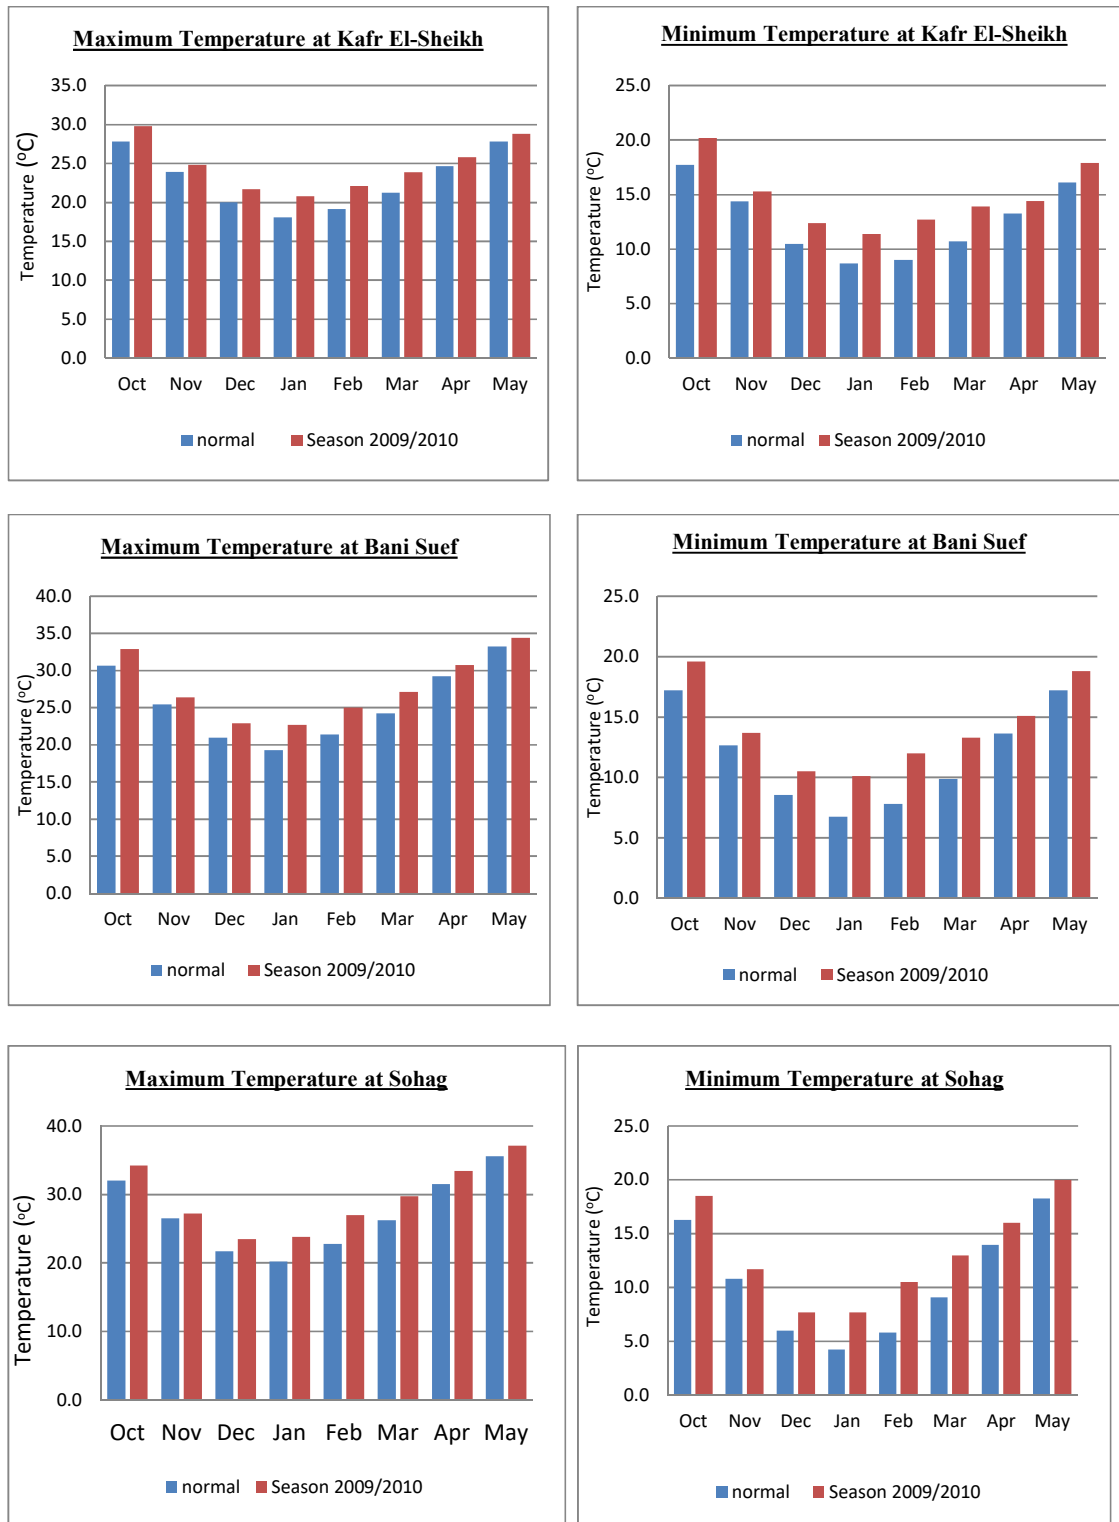 Maximum Temperature at Kafr El-Sheikh
Temperature (ºC)
35.0
30.0
25.0
20.0
15.0
10.0
5.0
0.0
Oct Nov Dec Jan Feb Mar Apr May
normal Season 2009/2010
Minimum Temperature at Kafr El-Sheikh
Temperature (ºC)
25.0
20.0
15.0
10.0
5.0
0.0
Oct Nov Dec Jan Feb Mar Apr May
normal Season 2009/2010
Maximum Temperature at Bani Suef
Temperature (ºC)
40.0
35.0
30.0
25.0
20.0
15.0
10.0
5.0
0.0
Oct Nov Dec Jan Feb Mar Apr May
normal Season 2009/2010
Minimum Temperature at Bani Suef
Temperature (ºC)
25.0
20.0
15.0
10.0
5.0
0.0
Oct Nov Dec Jan Feb Mar Apr May
normal Season 2009/2010
Maximum Temperature at Sohag
Temperature (ºC)
40.0
30.0
20.0
10.0
0.0
Oct Nov Dec Jan Feb Mar Apr May
normal Season 2009/2010
Minimum Temperature at Sohag
Temperature (ºC)
25.0
20.0
15.0
10.0
5.0
0.0
Oct Nov Dec Jan Feb Mar Apr May
normal Season 2009/2010